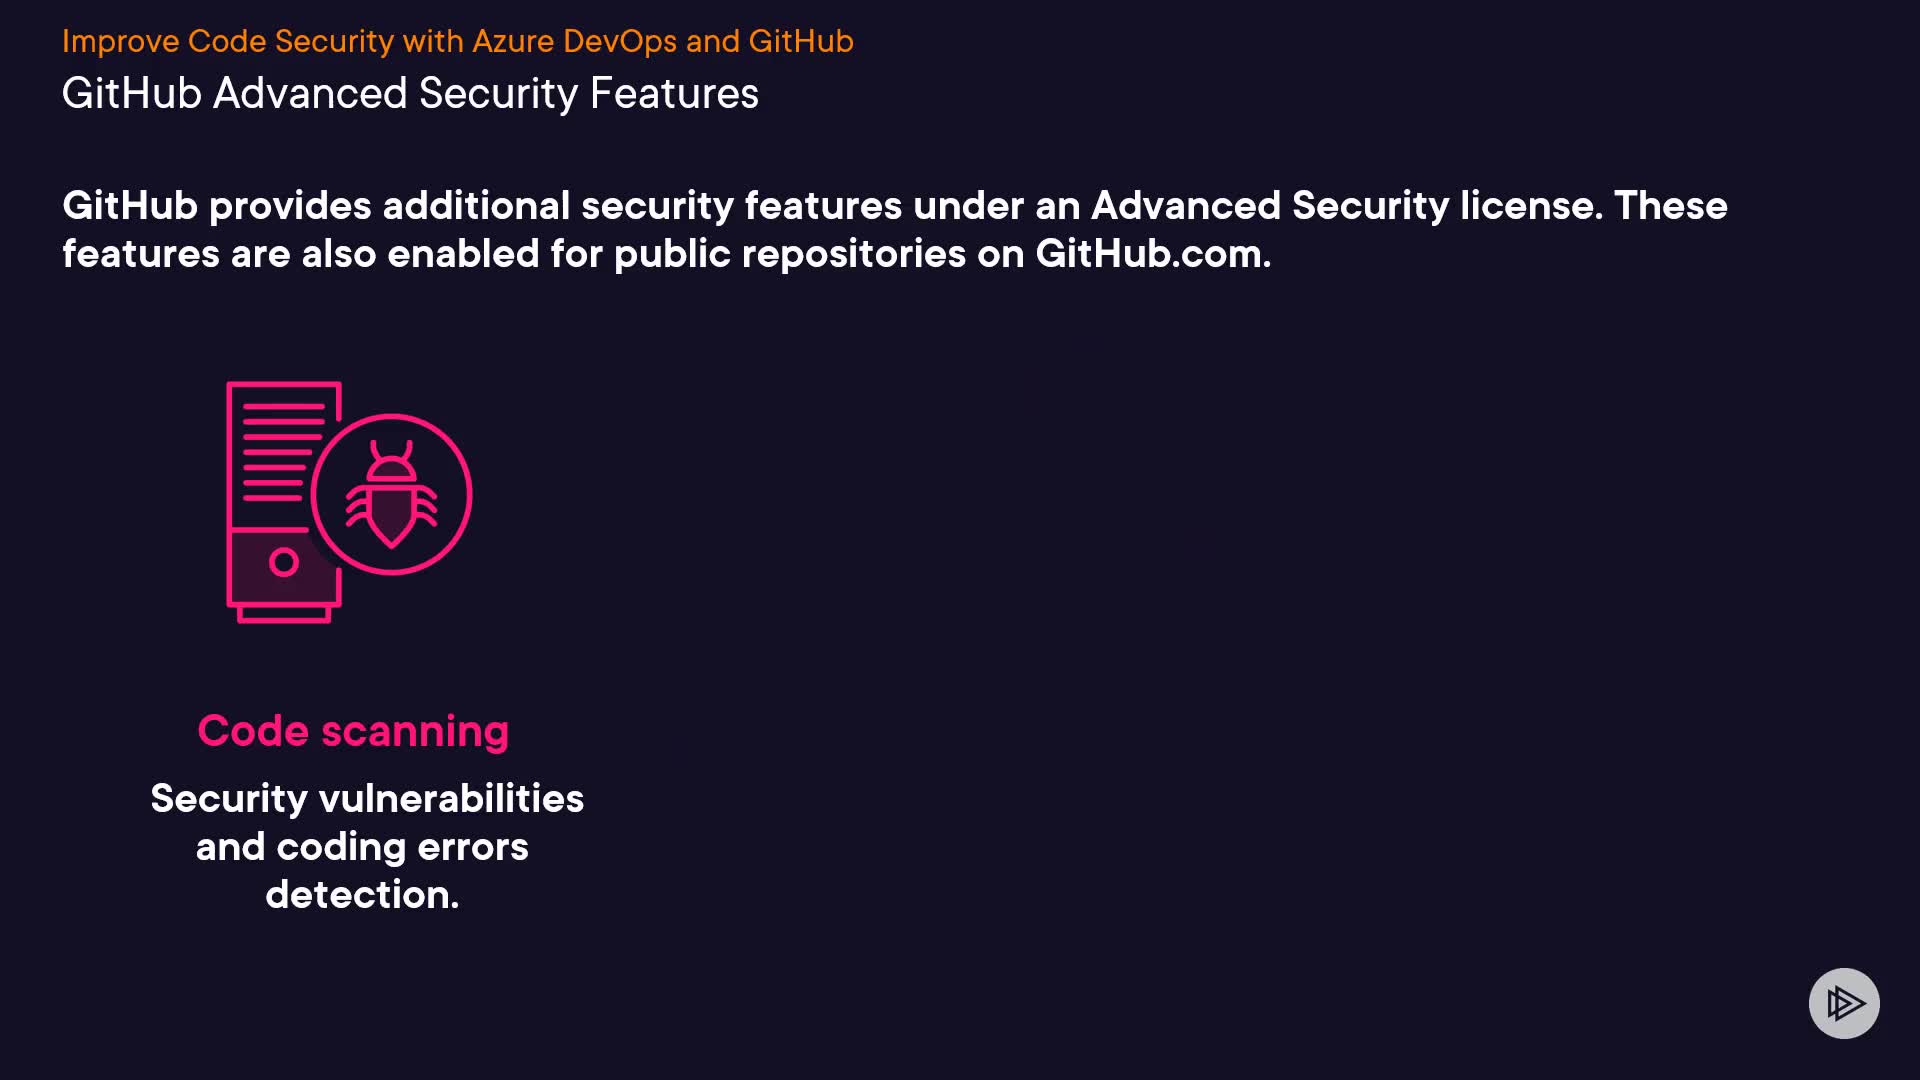 Improve Code Security with Azure DevOps and GitHub
GitHub Advanced Security Features
GitHub provides additional security features under an Advanced Security license. These
features are also enabled for public repositories on GitHub.com.
Code scanning
Security vulnerabilities
and coding errors
detection.